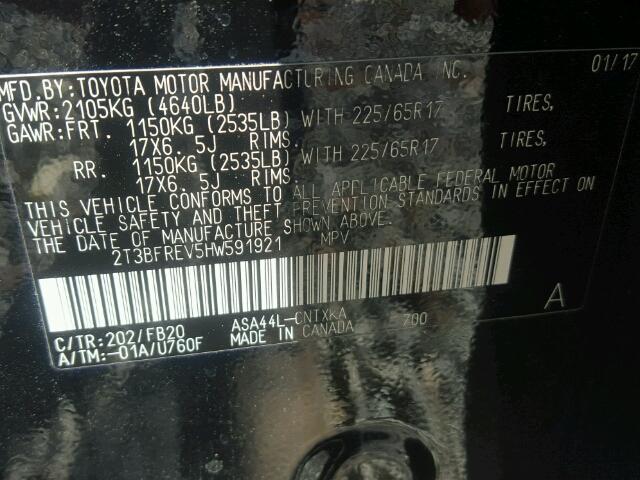 MFD.BY:TOYOTA MOTOR MANUFACTURING CANADA INC. 01/17
GVWR:2105KG (4640LB)
GAWR:FRT. 1150KG (2535LB) WITH 225/65R17 TIRES,
17X6.5J RIMS.
RR. 1150KG (2535LB) WITH 225/65R17 TIRES,
17X6.5J RIMS.
THIS VEHICLE CONFORMS TO ALL APPLICABLE FEDERAL MOTOR
VEHICLE SAFETY AND THEFT PREVENTION STANDARDS IN EFFECT ON
THE DATE OF MANUFACTURE SHOWN ABOVE.
2T3BFREV5HW591921 MPV
A
C/TR:202/FB20 ASA44L-CNTXKA 700
A/TM:-01A/U760F MADE IN CANADA